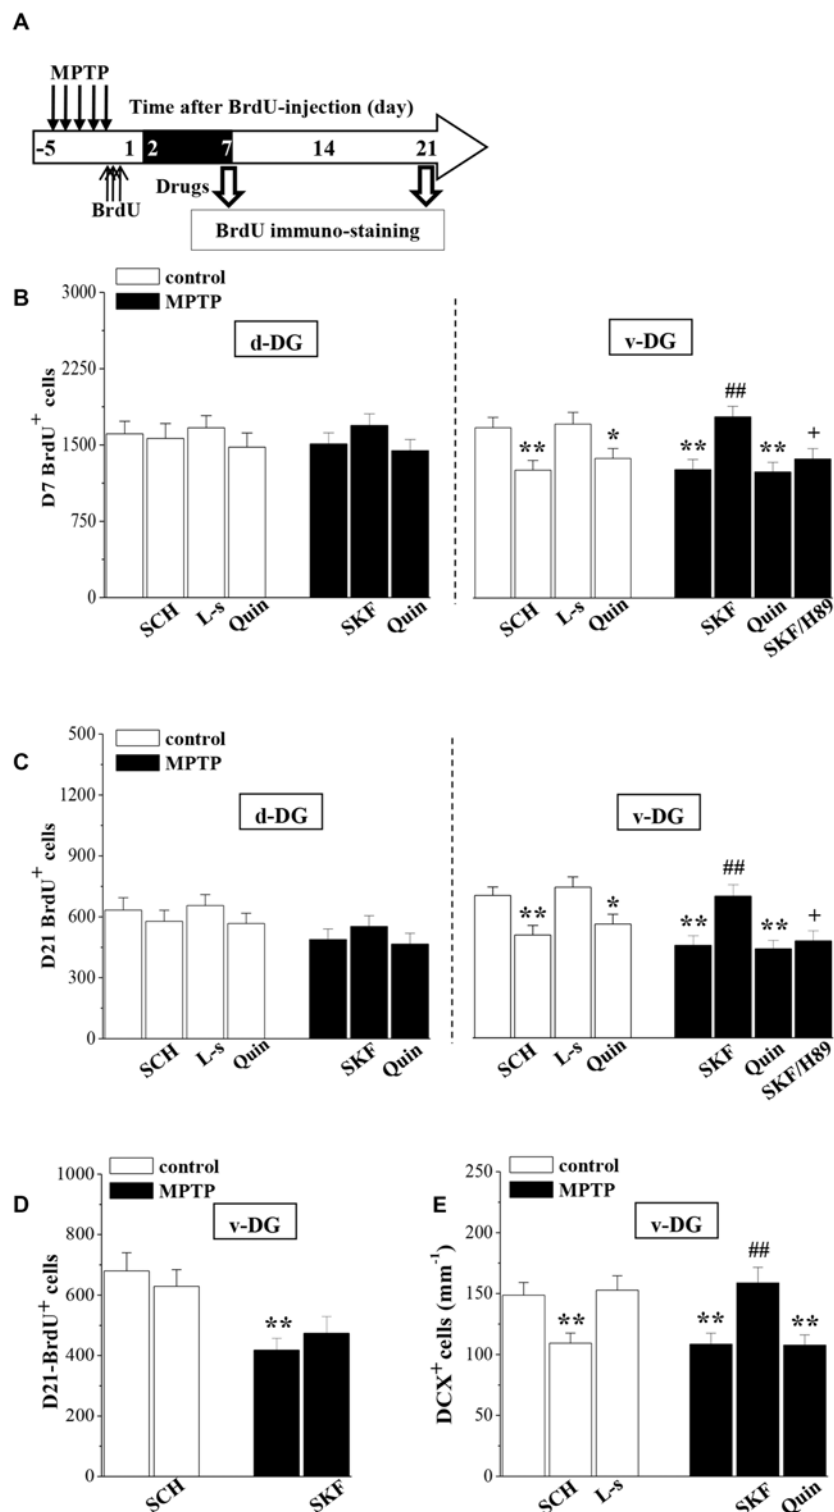 A
MPTP
Time after BrdU-injection (day)
-5 1 2 7 14 21
BrdU
Drugs
BrdU immuno-staining
B
control
MPTP
d-DG
v-DG
D7 BrdU+ cells
3000
2250
1500
750
0
** * ** ## ** +
SCH L-s Quin SKF Quin
SCH L-s Quin SKF Quin SKF/H89
C
control
MPTP
d-DG
v-DG
D21 BrdU+ cells
500
1200
900
600
300
0
** * ** ## ** +
SCH L-s Quin SKF Quin
SCH L-s Quin SKF Quin SKF/H89
D
control
MPTP
v-DG
D21-BrdU+ cells
1000
800
600
400
200
0
**
SCH SKF
E
control
MPTP
v-DG
DCX+ cells (mm-1)
250
200
150
100
50
0
** ** ## **
SCH L-s SKF Quin